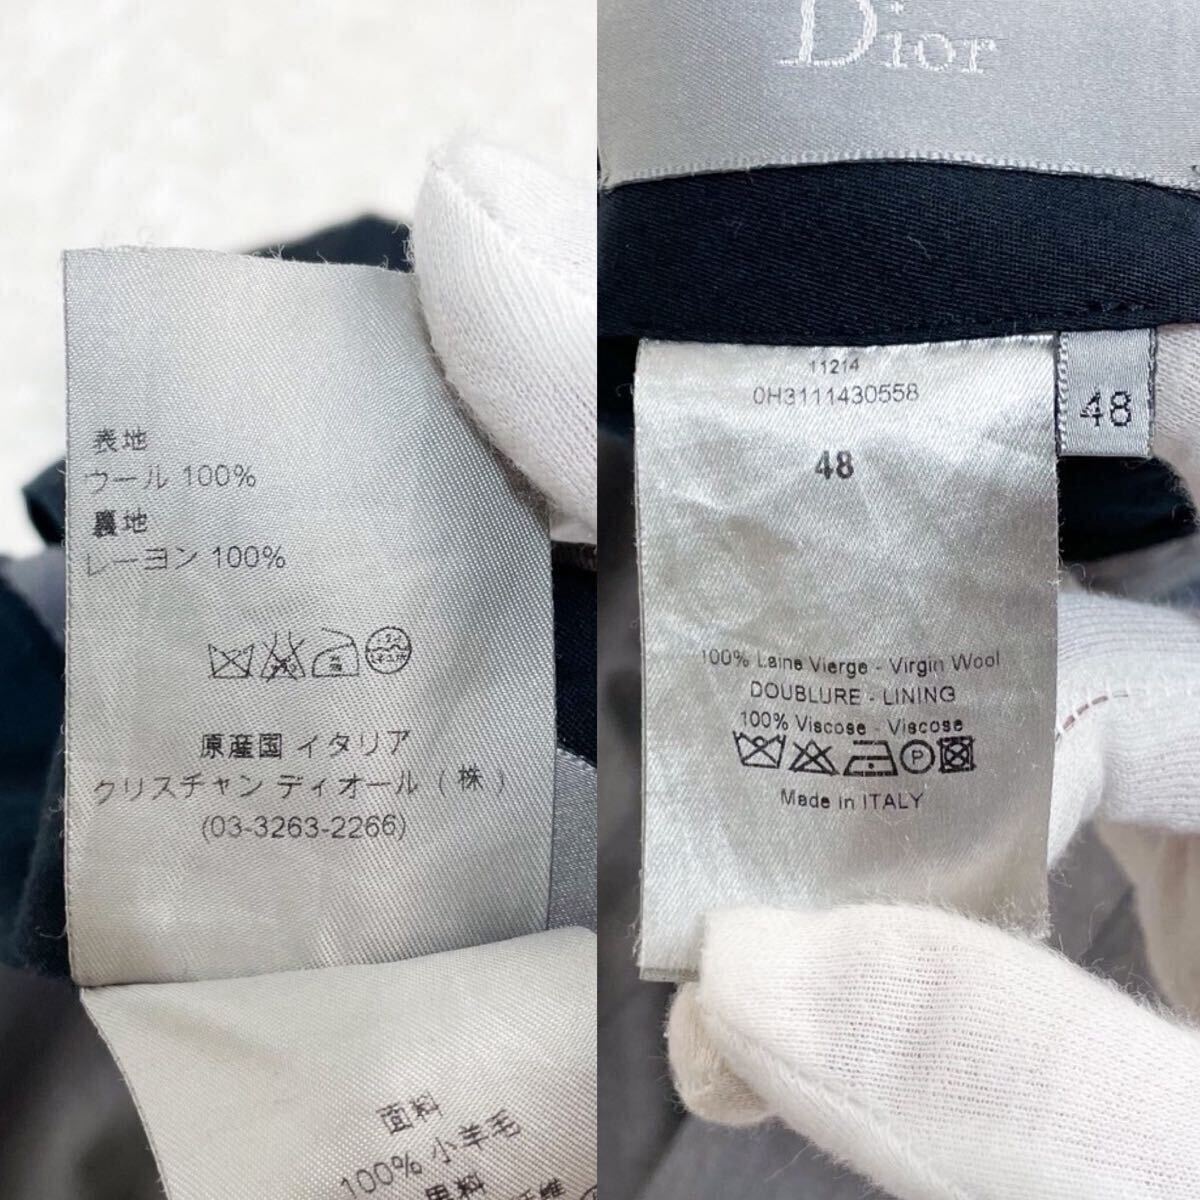 表地
ウール 100%
裏地
レーヨン 100%
原産国 イタリア
クリスチャン ディオール (株)
(03-3263-2266)
面料
100% 小羊毛
里料
Dior
11214
0H3111430558
48
48
100% Laine Vierge - Virgin Wool
DOUBLURE - LINING
100% Viscose - Viscose
Made in ITALY